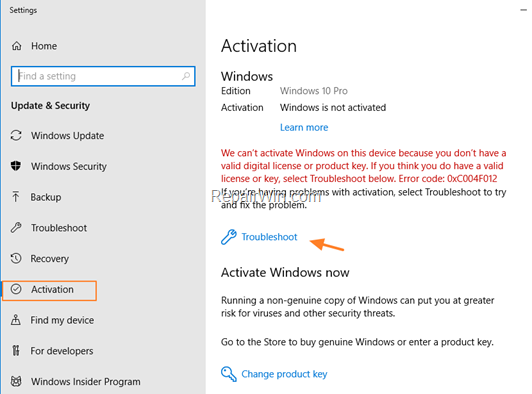 Settings
Home
Find a setting
Update & Security
Windows Update
Windows Security
Backup
Troubleshoot
Recovery
Activation
Find my device
For developers
Windows Insider Program
Activation
Windows
Edition Windows 10 Pro
Activation Windows is not activated
Learn more
We can't activate Windows on this device because you don't have a
valid digital license or product key. If you think you do have a valid
license or key, select Troubleshoot below. Error code: 0xC004F012
If you're having problems with activation, select Troubleshoot to try
and fix the problem.
RepairWin.com
Troubleshoot
Activate Windows now
Running a non-genuine copy of Windows can put you at greater
risk for viruses and other security threats.
Go to the Store to buy genuine Windows or enter a product key.
Change product key